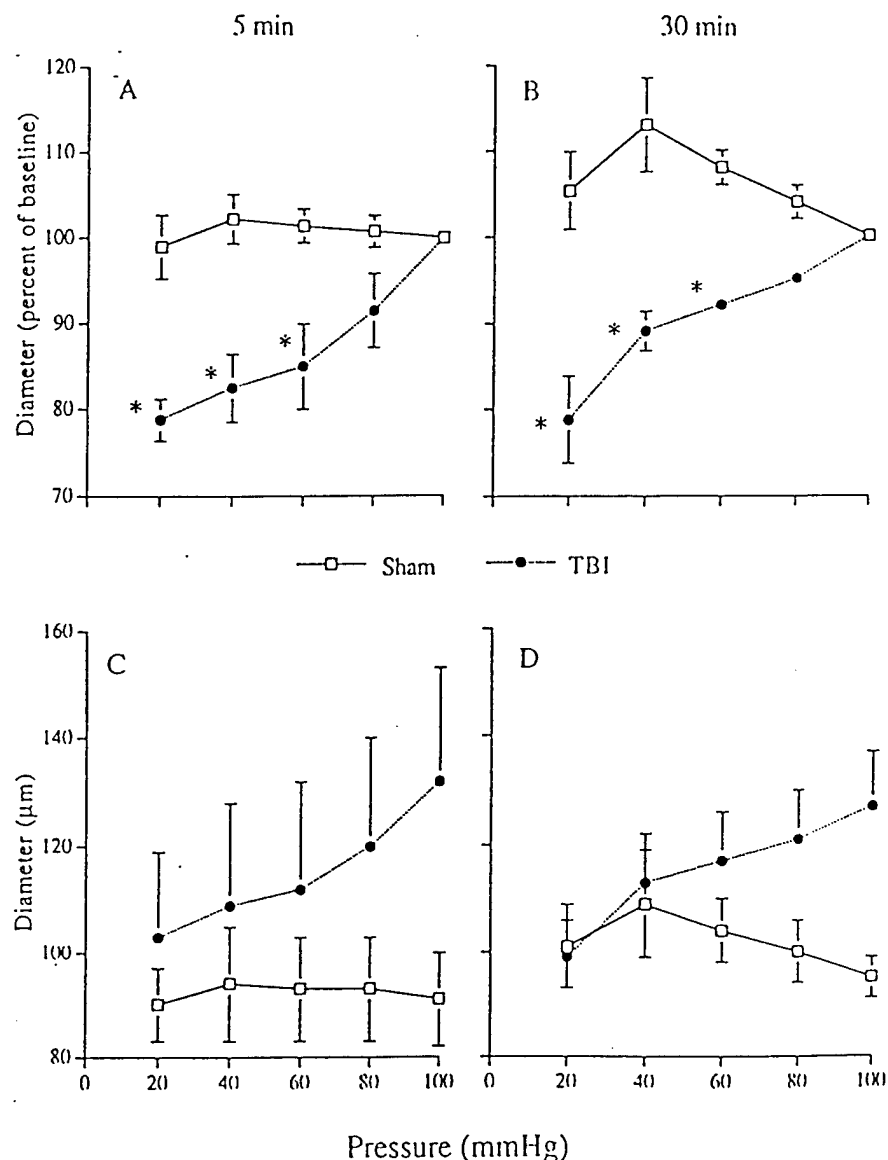 5 min 30 min
A
B
120
110
100
90
80
70
Diameter (percent of baseline)
* * *
* * *
Sham TBI
C
D
160
140
120
100
80
Diameter (μm)
0 20 40 60 80 100
0 20 40 60 80 100
Pressure (mmHg)